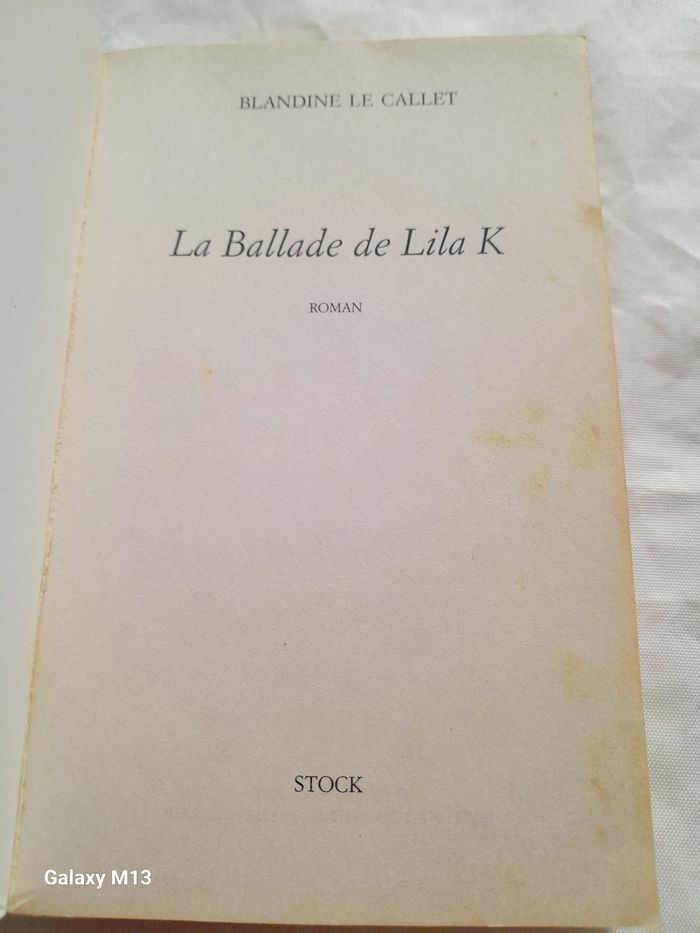 BLANDINE LE CALLET
La Ballade de Lila K
ROMAN
STOCK
Galaxy M13